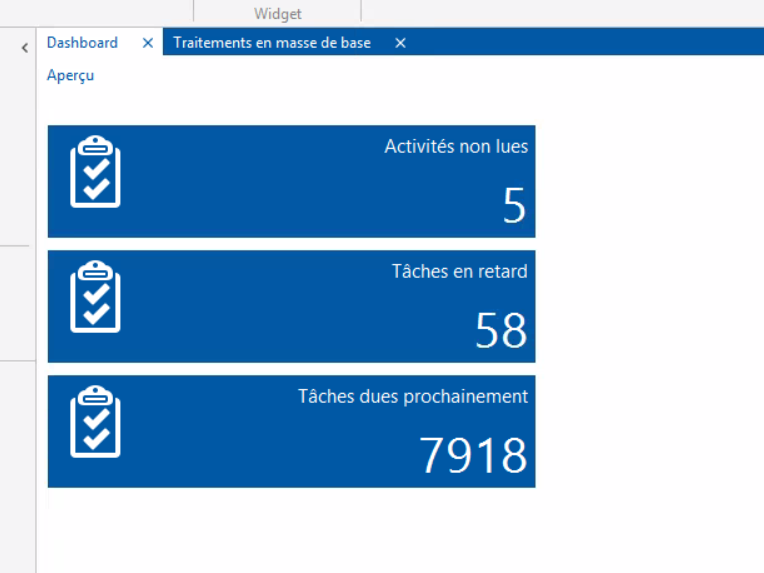 Widget
Dashboard
Traitements en masse de base
Aperçu
Activités non lues
5
Tâches en retard
58
Tâches dues prochainement
7918